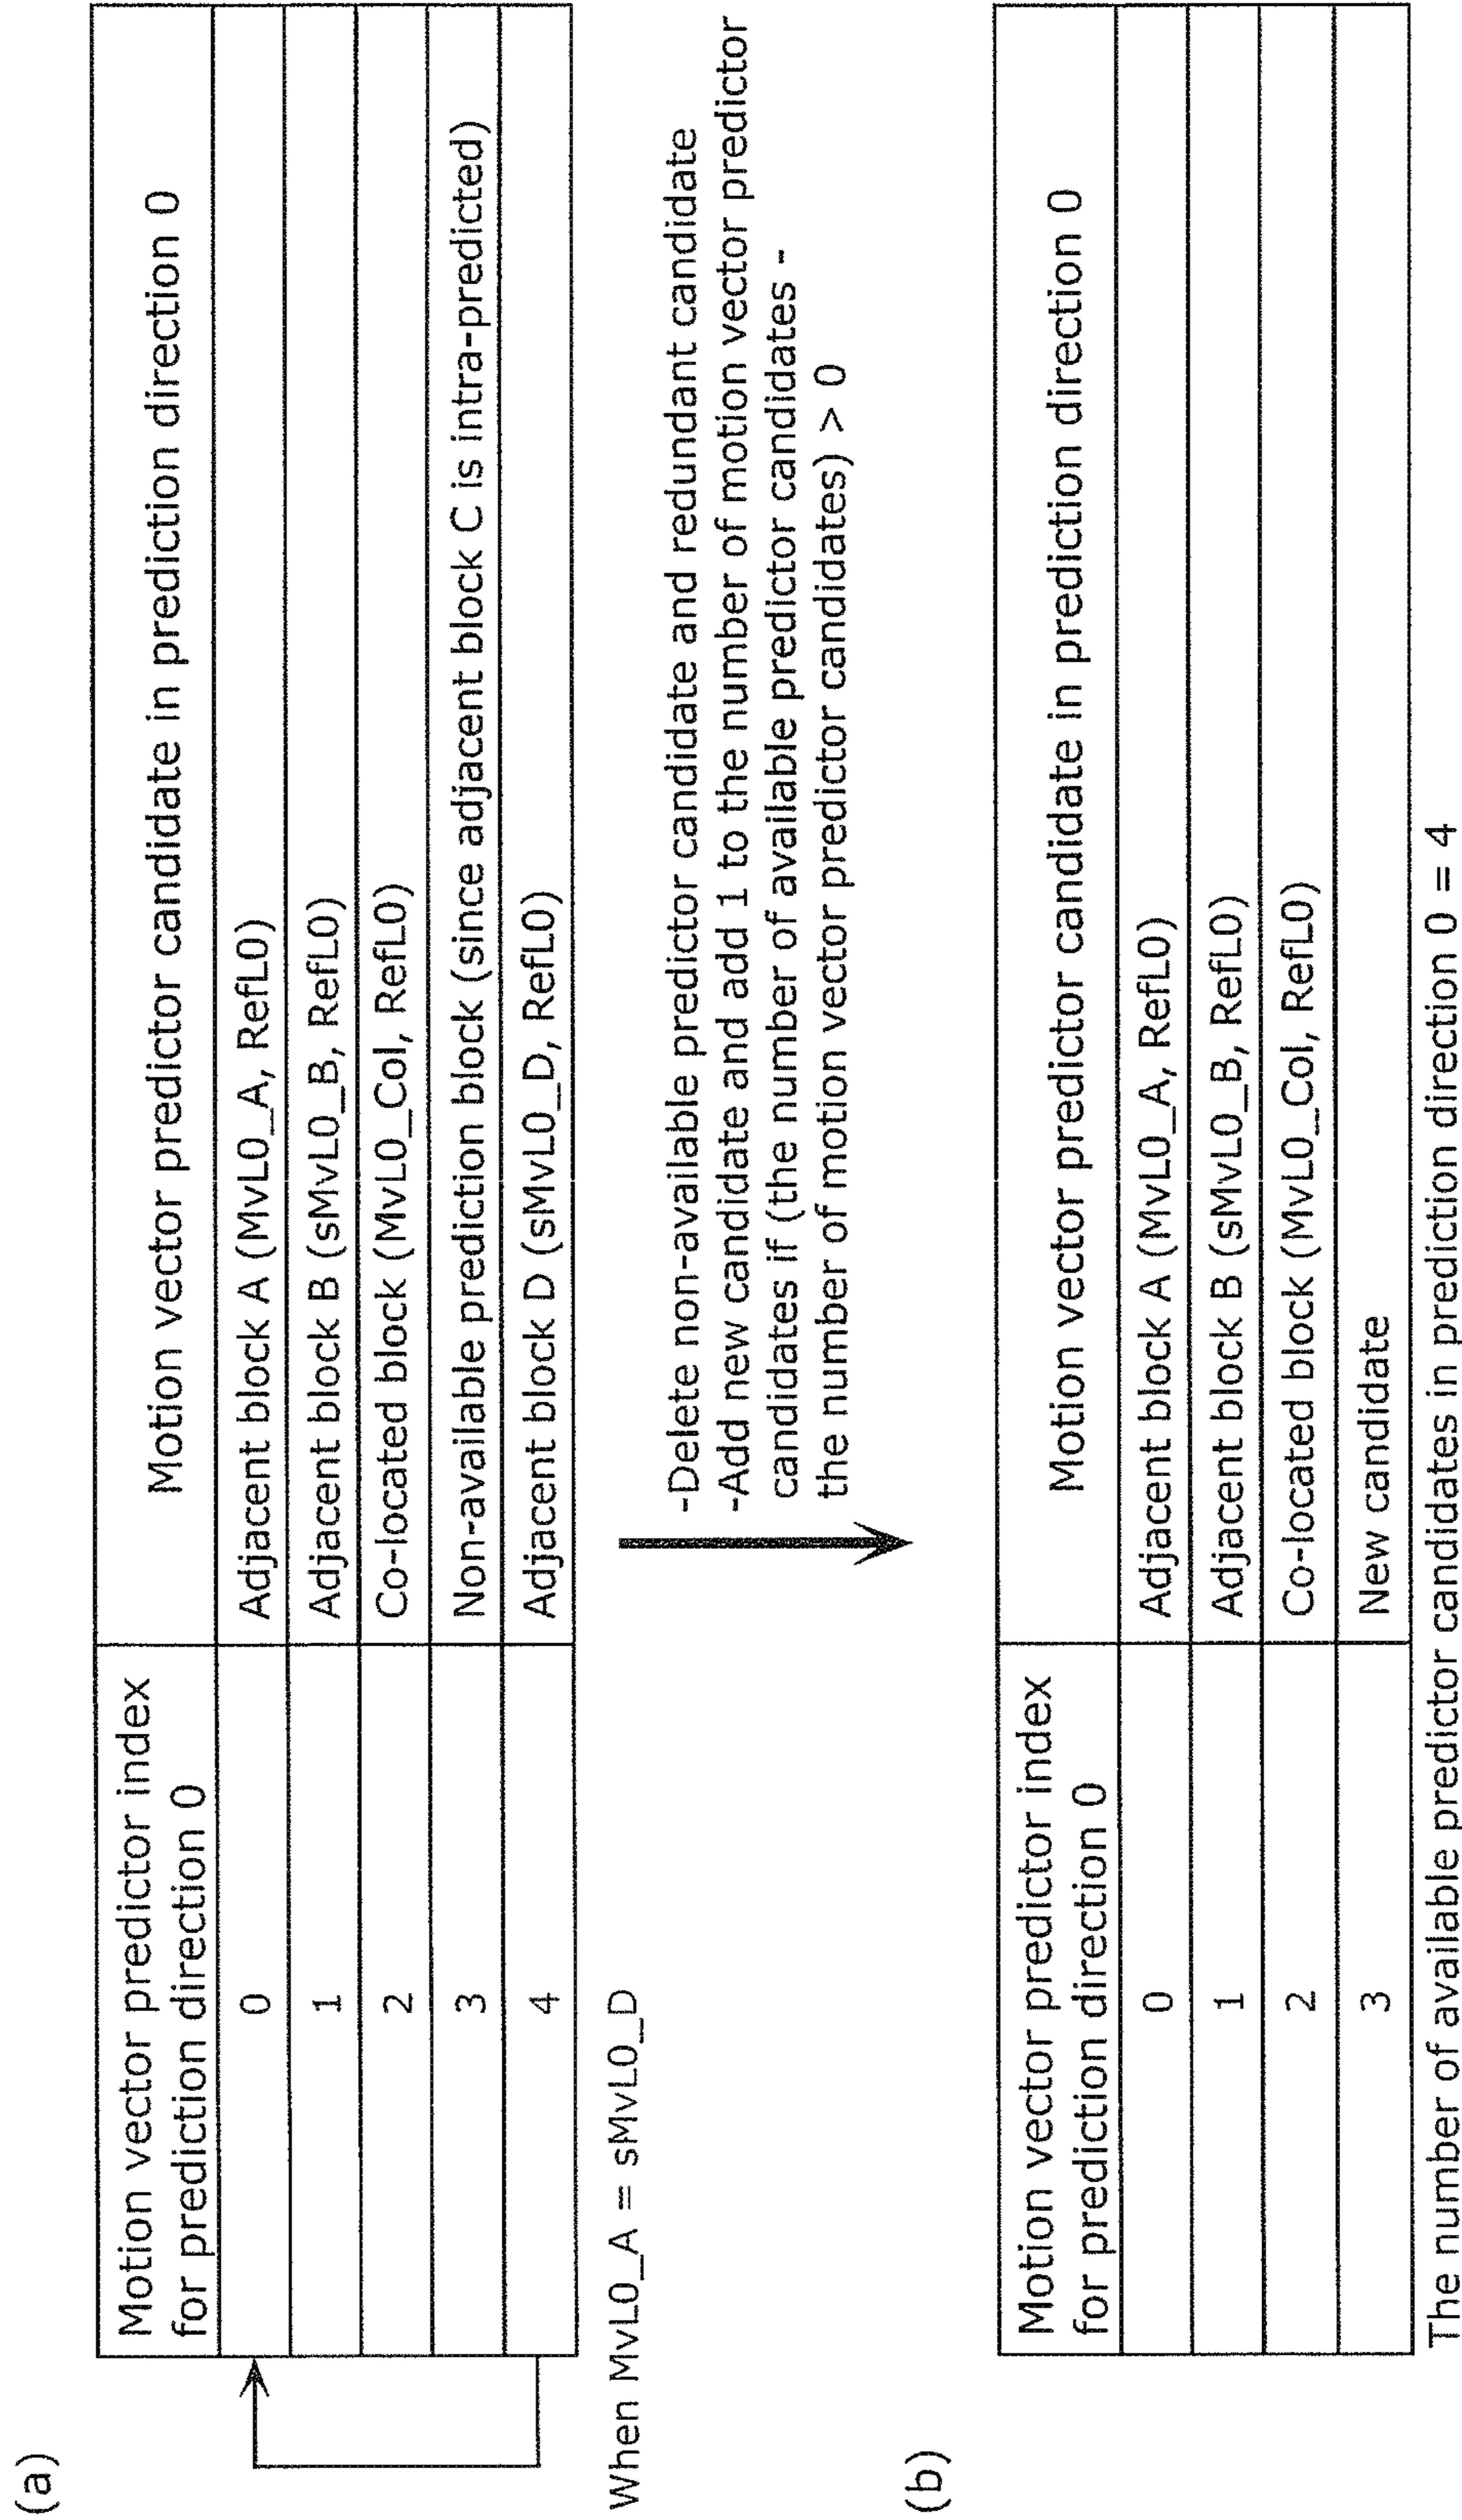 (a)
Motion vector predictor index
for prediction direction 0
Motion vector predictor candidate in prediction direction 0
0
Adjacent block A (MvL0_A, RefL0)
1
Adjacent block B (sMvL0_B, RefL0)
2
Co-located block (MvL0_Col, RefL0)
3
Non-available prediction block (since adjacent block C is intra-predicted)
4
Adjacent block D (sMvL0_D, RefL0)
When MvL0_A = sMvL0_D
-Delete non-available predictor candidate and redundant candidate
-Add new candidate and add 1 to the number of motion vector predictor
candidates if (the number of available predictor candidates -
the number of motion vector predictor candidates) > 0
(b)
Motion vector predictor index
for prediction direction 0
Motion vector predictor candidate in prediction direction 0
0
Adjacent block A (MvL0_A, RefL0)
1
Adjacent block B (sMvL0_B, RefL0)
2
Co-located block (MvL0_Col, RefL0)
3
New candidate
The number of available predictor candidates in prediction direction 0 = 4